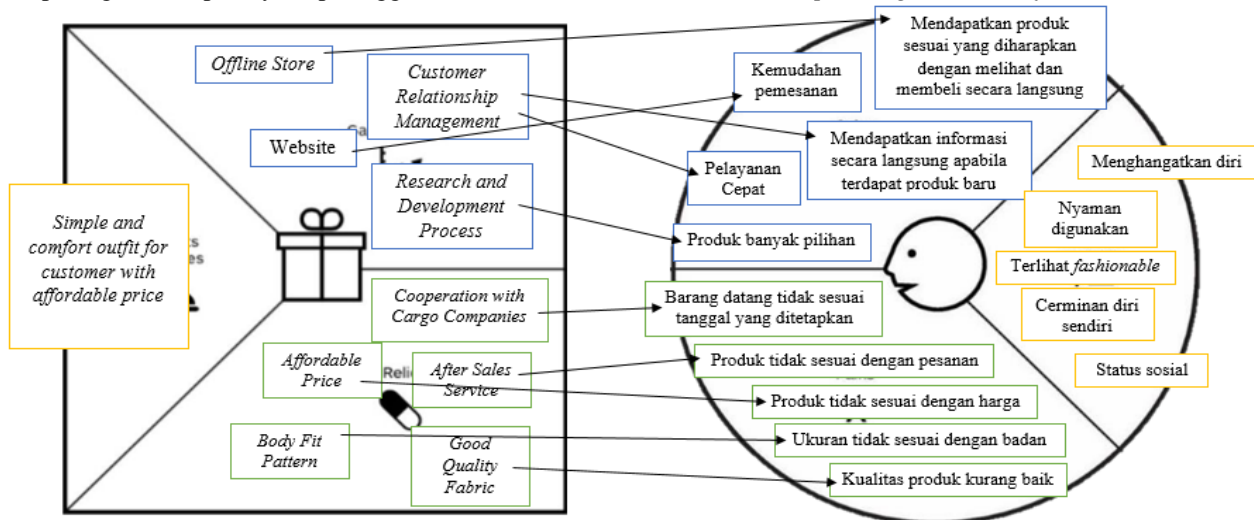 Offline Store
Customer
Relationship
Management
Website
Research and
Development
Process
Simple and
comfort outfit for
customer with
affordable price
Cooperation with
Cargo Companies
Affordable
Price
After Sales
Service
Body Fit
Pattern
Good
Quality
Fabric
Mendapatkan produk
sesuai yang diharapkan
dengan melihat dan
membeli secara langsung
Kemudahan
pemesanan
Mendapatkan informasi
secara langsung apabila
terdapat produk baru
Pelayanan
Cepat
Produk banyak pilihan
Menghangatkan diri
Nyaman
digunakan
Terlihat fashionable
Cerminan diri
sendiri
Status sosial
Barang datang tidak sesuai
tanggal yang ditetapkan
Produk tidak sesuai dengan pesanan
Produk tidak sesuai dengan harga
Ukuran tidak sesuai dengan badan
Kualitas produk kurang baik